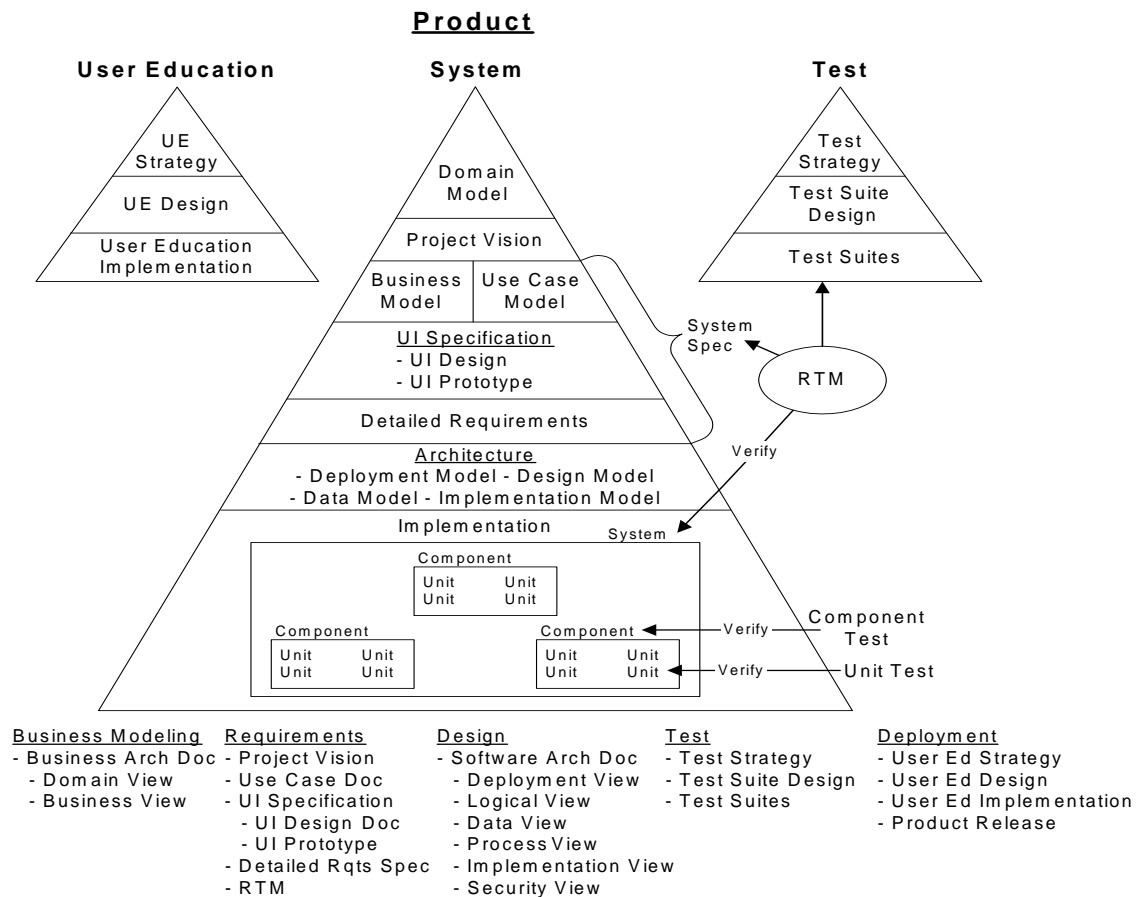 Product
User Education
System
Test
UE
Strategy
UE Design
User Education
Implementation
Domain
Model
Project Vision
Business
Model
Use Case
Model
UI Specification
- UI Design
- UI Prototype
Detailed Requirements
Architecture
- Deployment Model - Design Model
- Data Model - Implementation Model
Implementation
System
Component
Unit Unit
Unit Unit
Component
Unit Unit
Unit Unit
Component
Unit Unit
Unit Unit
Test
Strategy
Test Suite
Design
Test Suites
System
Spec
RTM
Verify
Verify
Component
Test
Verify
Unit Test
Business Modeling
- Business Arch Doc
- Domain View
- Business View
Requirements
- Project Vision
- Use Case Doc
- UI Specification
- UI Design Doc
- UI Prototype
- Detailed Rqts Spec
- RTM
Design
- Software Arch Doc
- Deployment View
- Logical View
- Data View
- Process View
- Implementation View
- Security View
Test
- Test Strategy
- Test Suite Design
- Test Suites
Deployment
- User Ed Strategy
- User Ed Design
- User Ed Implementation
- Product Release